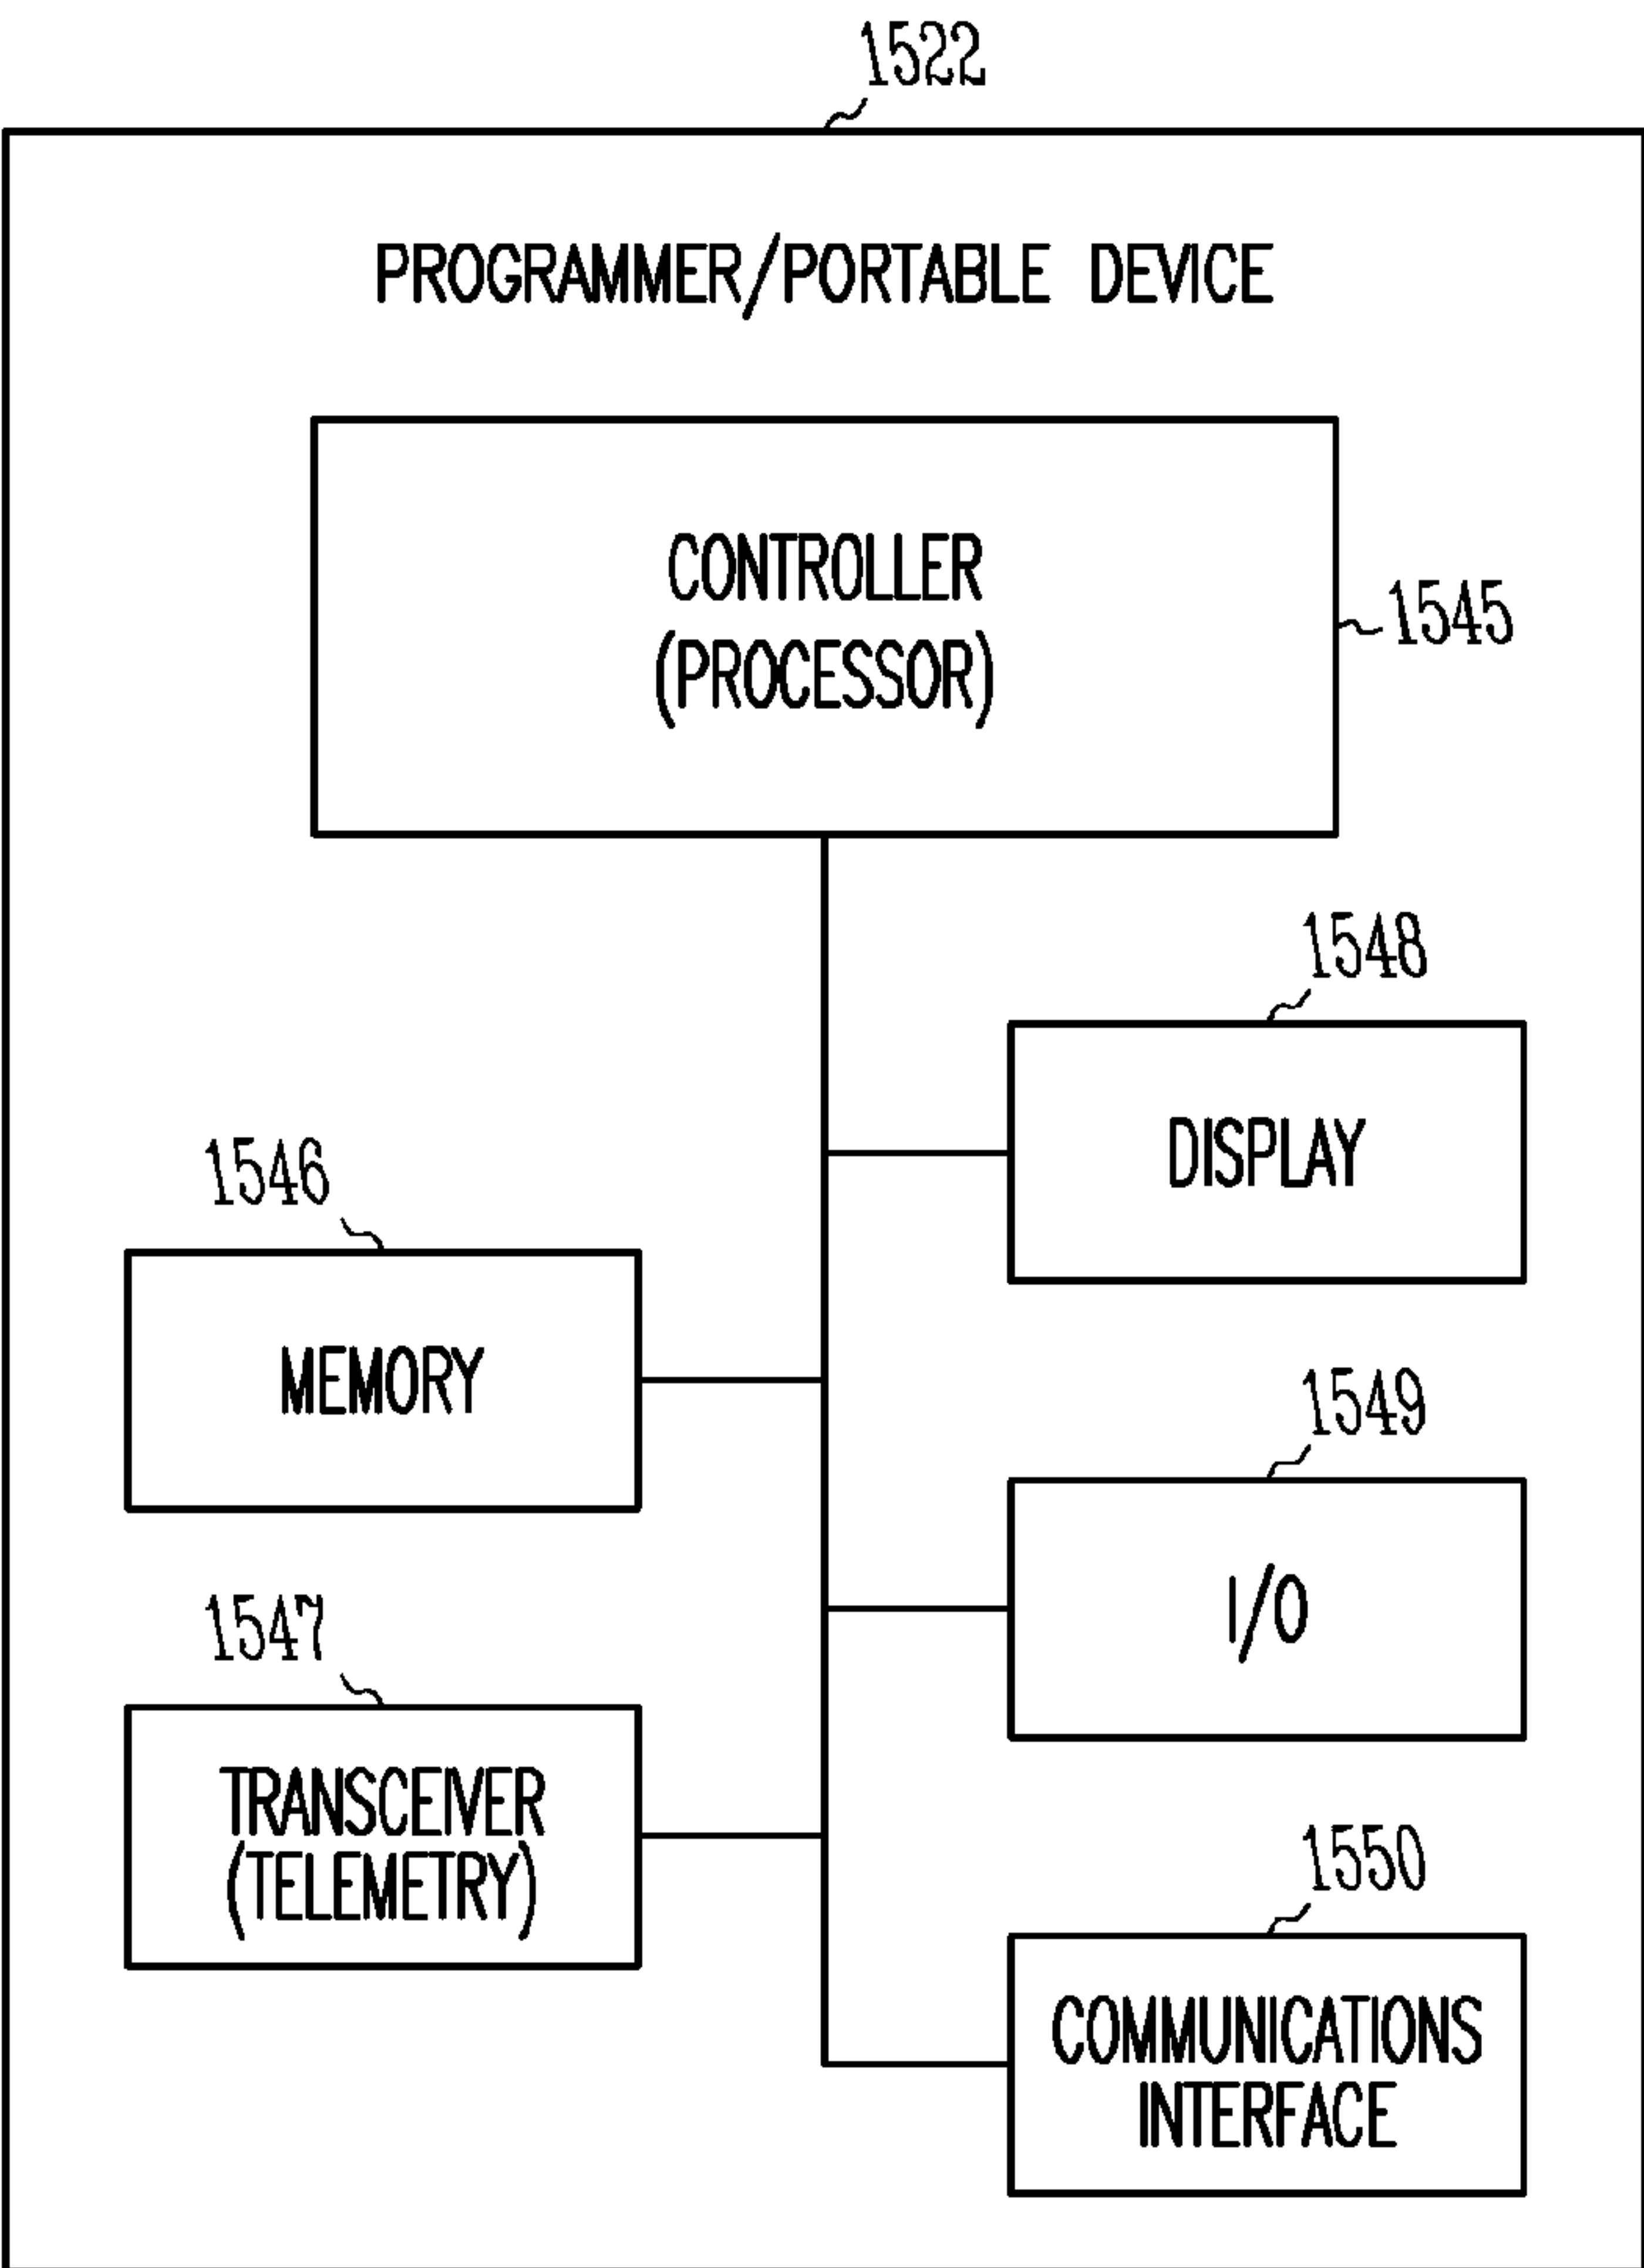 1522
PROGRAMMER/PORTABLE DEVICE
CONTROLLER
(PROCESSOR)
1545
1548
DISPLAY
1546
MEMORY
1549
I/O
1547
TRANSCEIVER
(TELEMETRY)
1550
COMMUNICATIONS
INTERFACE